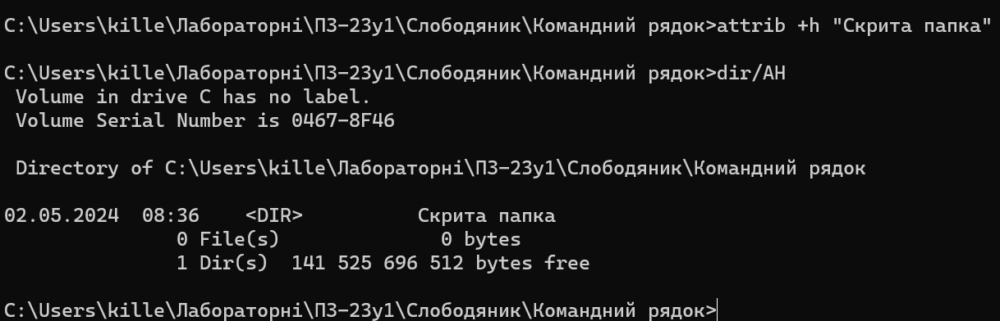 C:\Users\kille\Лабораторні\ПЗ-23у1\Слободяник\Командний рядок>attrib +h "Скрита папка"
C:\Users\kille\Лабораторні\ПЗ-23у1\Слободяник\Командний рядок>dir/AH
Volume in drive C has no label.
Volume Serial Number is 0467-8F46
Directory of C:\Users\kille\Лабораторні\ПЗ-23у1\Слободяник\Командний рядок
02.05.2024  08:36    <DIR>          Скрита папка
0 File(s)              0 bytes
1 Dir(s)  141 525 696 512 bytes free
C:\Users\kille\Лабораторні\ПЗ-23у1\Слободяник\Командний рядок>